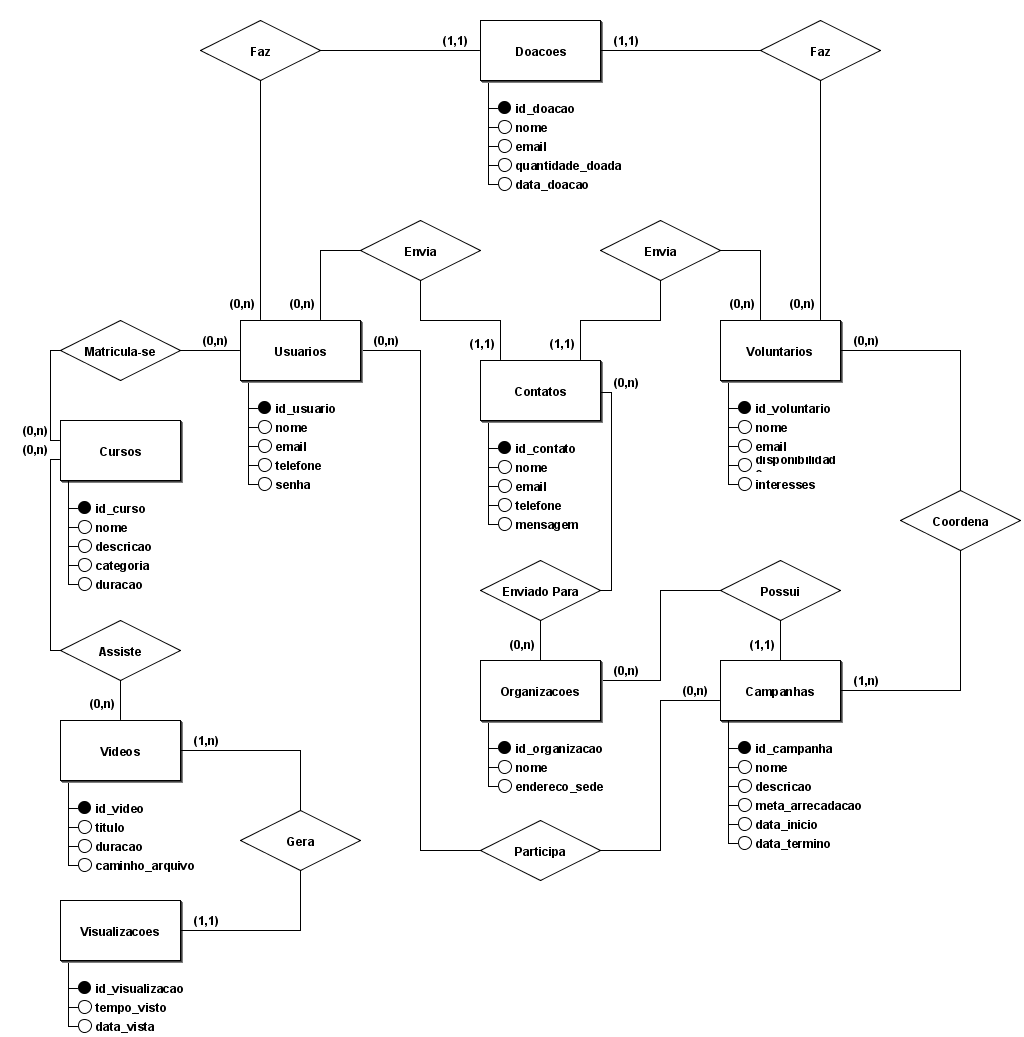 Faz
(1,1)
Doacoes
(1,1)
Faz
id_doacao
nome
email
quantidade_doada
data_doacao
Envia
Envia
(0,n)
(0,n)
(0,n)
(0,n)
Matricula-se
(0,n)
Usuarios
(0,n)
(1,1)
(1,1)
Voluntarios
(0,n)
Contatos
(0,n)
id_usuario
nome
email
telefone
senha
id_voluntario
nome
email
disponibilidad
interesses
(0,n)
(0,n)
Cursos
id_contato
nome
email
telefone
mensagem
id_curso
nome
descricao
categoria
duracao
Coordena
Enviado Para
Possui
Assiste
(0,n)
(1,1)
(0,n)
Organizacoes
(0,n)
(0,n)
Campanhas
(1,n)
Videos
(1,n)
id_organizacao
nome
endereco_sede
id_campanha
nome
descricao
meta_arrecadacao
data_inicio
data_termino
id_video
titulo
duracao
caminho_arquivo
Gera
Participa
Visualizacoes
(1,1)
id_visualizacao
tempo_visto
data_vista